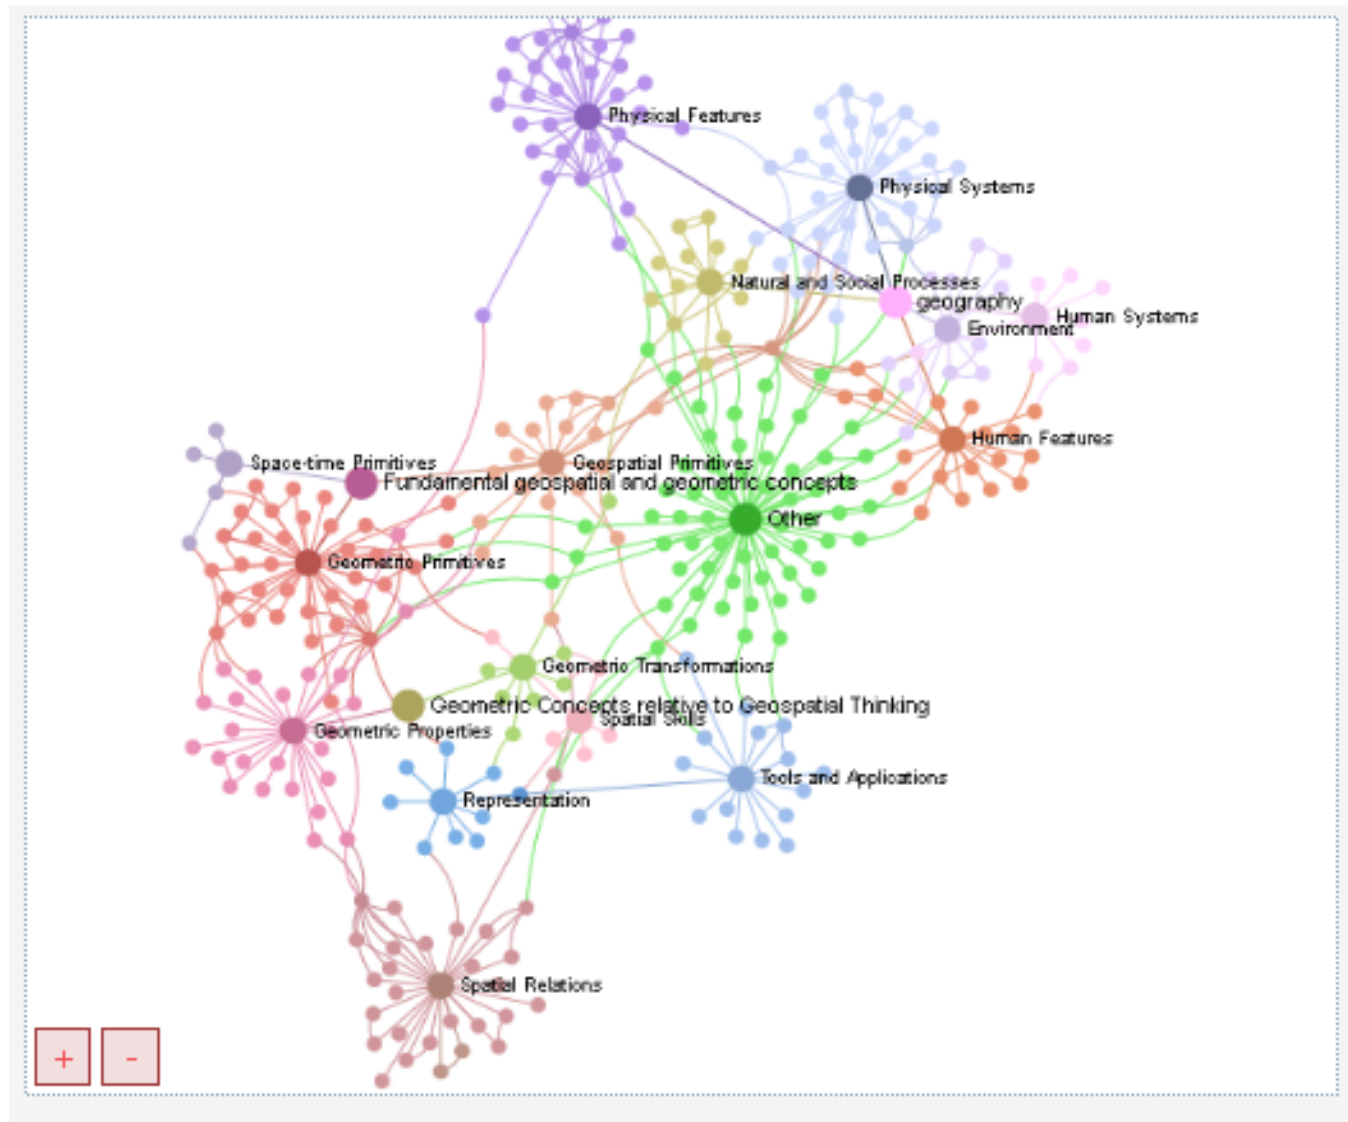 Physical Features
Physical Systems
Natural and Social Processes
geography
Human Systems
Environment
Human Features
Space-time Primitives
Geospatial Primitives
Fundamental geospatial and geometric concepts
Other
Geometric Primitives
Geometric Transformations
Geometric Concepts relative to Geospatial Thinking
Spatial Skills
Geometric Properties
Tools and Applications
Representation
Spatial Relations
+ -